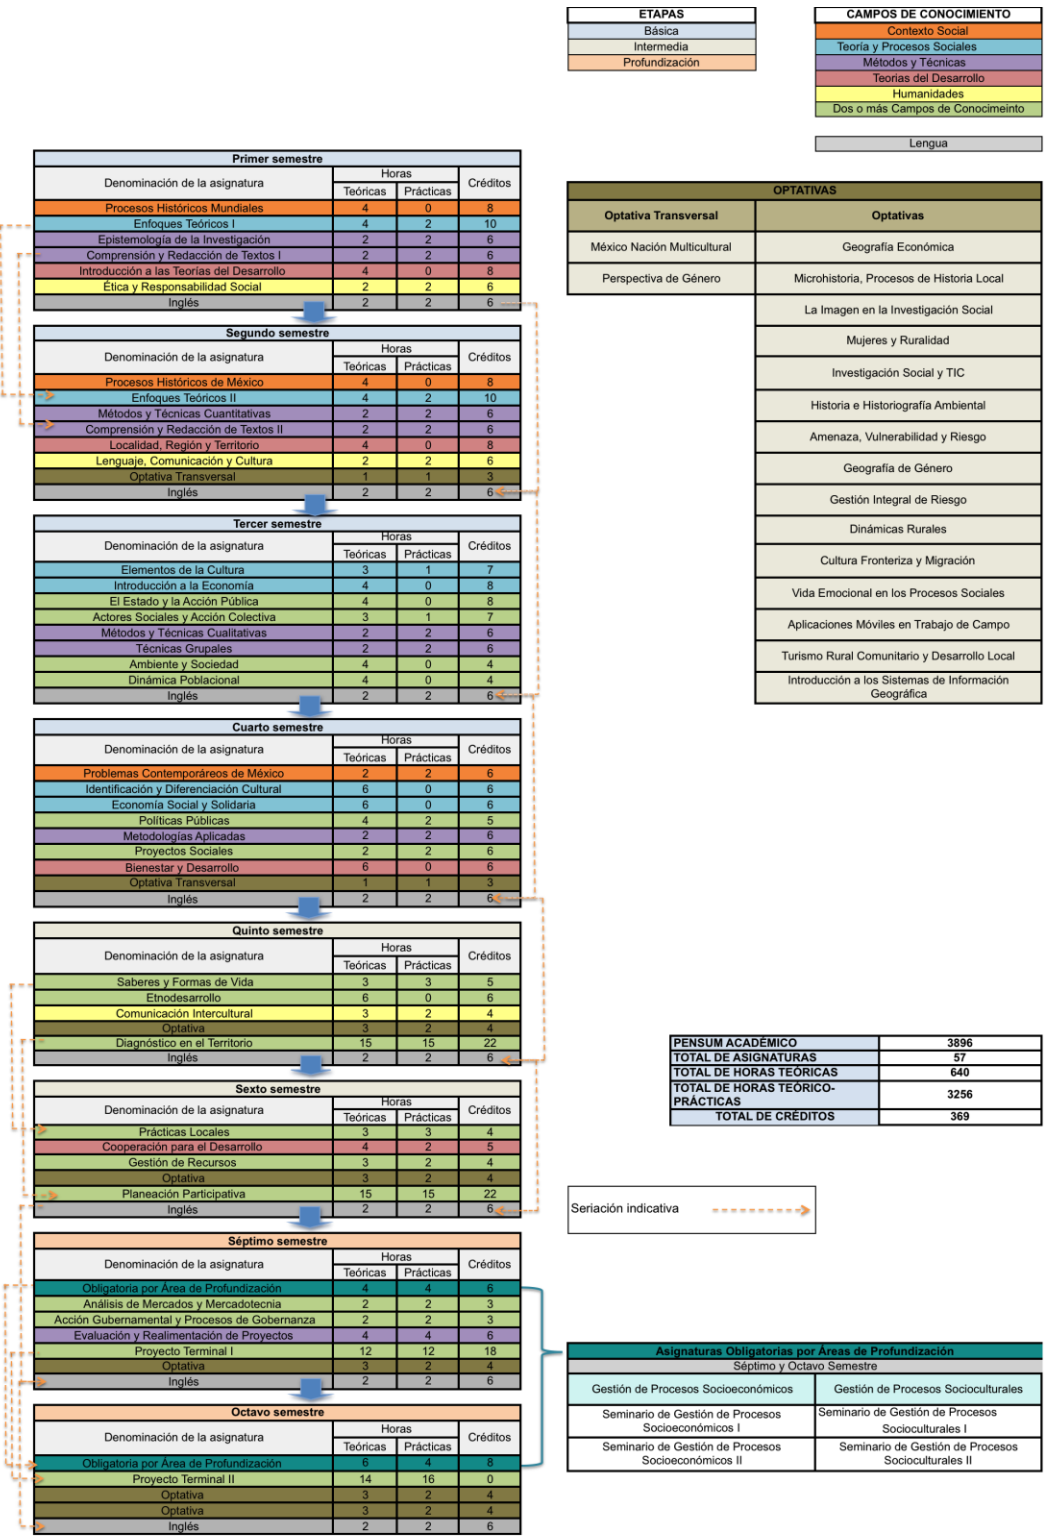 ETAPAS
Básica
Intermedia
Profundización
CAMPOS DE CONOCIMIENTO
Contexto Social
Teoría y Procesos Sociales
Métodos y Técnicas
Teorias del Desarrollo
Humanidades
Dos o más Campos de Conocimeinto
Lengua
Primer semestre
Denominación de la asignatura Horas Créditos
Teóricas Prácticas
Procesos Históricos Mundiales 4 0 8
Enfoques Teóricos I 4 2 10
Epistemología de la Investigación 2 2 6
Comprensión y Redacción de Textos I 2 2 6
Introducción a las Teorías del Desarrollo 4 0 8
Ética y Responsabilidad Social 2 2 6
Inglés 2 2 6
Segundo semestre
Denominación de la asignatura Horas Créditos
Teóricas Prácticas
Procesos Históricos de México 4 0 8
Enfoques Teóricos II 4 2 10
Métodos y Técnicas Cuantitativas 2 2 6
Comprensión y Redacción de Textos II 2 2 6
Localidad, Región y Territorio 4 0 8
Lenguaje, Comunicación y Cultura 2 2 6
Optativa Transversal 1 1 3
Inglés 2 2 6
Tercer semestre
Denominación de la asignatura Horas Créditos
Teóricas Prácticas
Elementos de la Cultura 3 1 7
Introducción a la Economía 4 0 8
El Estado y la Acción Pública 4 0 8
Actores Sociales y Acción Colectiva 3 1 7
Métodos y Técnicas Cualitativas 2 2 6
Técnicas Grupales 2 2 6
Ambiente y Sociedad 4 0 4
Dinámica Poblacional 4 0 4
Inglés 2 2 6
Cuarto semestre
Denominación de la asignatura Horas Créditos
Teóricas Prácticas
Problemas Contemporáreos de México 2 2 6
Identificación y Diferenciación Cultural 6 0 6
Economía Social y Solidaria 6 0 6
Políticas Públicas 4 2 5
Metodologías Aplicadas 2 2 6
Proyectos Sociales 2 2 6
Bienestar y Desarrollo 6 0 6
Optativa Transversal 1 1 3
Inglés 2 2 6
Quinto semestre
Denominación de la asignatura Horas Créditos
Teóricas Prácticas
Saberes y Formas de Vida 3 3 5
Etnodesarrollo 6 0 6
Comunicación Intercultural 3 2 4
Optativa 3 2 4
Diagnóstico en el Territorio 15 15 22
Inglés 2 2 6
Sexto semestre
Denominación de la asignatura Horas Créditos
Teóricas Prácticas
Prácticas Locales 3 3 4
Cooperación para el Desarrollo 4 2 5
Gestión de Recursos 3 2 4
Optativa 3 2 4
Planeación Participativa 15 15 22
Inglés 2 2 6
Séptimo semestre
Denominación de la asignatura Horas Créditos
Teóricas Prácticas
Obligatoria por Área de Profundización 4 4 6
Análisis de Mercados y Mercadotecnia 2 2 3
Acción Gubernamental y Procesos de Gobernanza 2 2 3
Evaluación y Realimentación de Proyectos 4 4 6
Proyecto Terminal I 12 12 18
Optativa 3 2 4
Inglés 2 2 6
Octavo semestre
Denominación de la asignatura Horas Créditos
Teóricas Prácticas
Obligatoria por Área de Profundización 6 4 8
Proyecto Terminal II 14 16 0
Optativa 3 2 4
Optativa 3 2 4
Inglés 2 2 6
OPTATIVAS
Optativa Transversal Optativas
México Nación Multicultural Geografía Económica
Perspectiva de Género Microhistoria, Procesos de Historia Local
La Imagen en la Investigación Social
Mujeres y Ruralidad
Investigación Social y TIC
Historia e Historiografía Ambiental
Amenaza, Vulnerabilidad y Riesgo
Geografía de Género
Gestión Integral de Riesgo
Dinámicas Rurales
Cultura Fronteriza y Migración
Vida Emocional en los Procesos Sociales
Aplicaciones Móviles en Trabajo de Campo
Turismo Rural Comunitario y Desarrollo Local
Introducción a los Sistemas de Información
Geográfica
PENSUM ACADÉMICO 3896
TOTAL DE ASIGNATURAS 57
TOTAL DE HORAS TEÓRICAS 640
TOTAL DE HORAS TEÓRICO-
PRÁCTICAS 3256
TOTAL DE CRÉDITOS 369
Seriación indicativa
Asignaturas Obligatorias por Áreas de Profundización
Séptimo y Octavo Semestre
Gestión de Procesos Socioeconómicos Gestión de Procesos Socioculturales
Seminario de Gestión de Procesos Seminario de Gestión de Procesos
Socioeconómicos I Socioculturales I
Seminario de Gestión de Procesos Seminario de Gestión de Procesos
Socioeconómicos II Socioculturales II